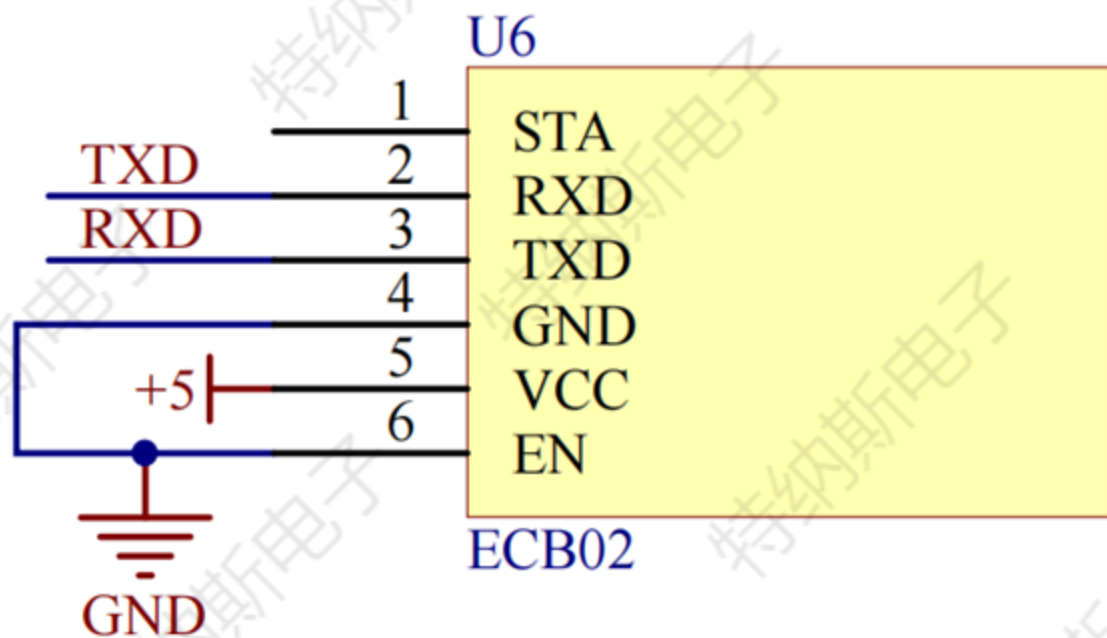 U6
1 STA
TXD 2 RXD
RXD 3 TXD
4 GND
+5 5 VCC
6 EN
ECB02
GND
特纳斯电子
特纳斯电子
特纳斯电子